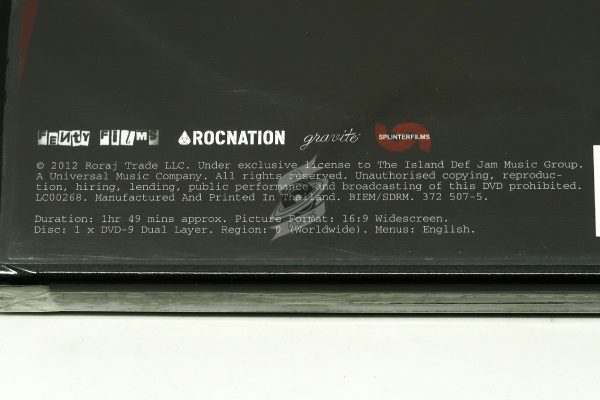 FENTY FILMS ROCNATION gravité SPLINTERFILMS
© 2012 Roraj Trade LLC. Under exclusive license to The Island Def Jam Music Group.
A Universal Music Company. All rights reserved. Unauthorised copying, reproduc-
tion, hiring, lending, public performance and broadcasting of this DVD prohibited.
LC00268. Manufactured And Printed In Thailand. BIEM/SDRM. 372 507-5.
Duration: 1hr 49 mins approx. Picture Format: 16:9 Widescreen.
Disc: 1 x DVD-9 Dual Layer. Region: 0 (Worldwide). Menus: English.